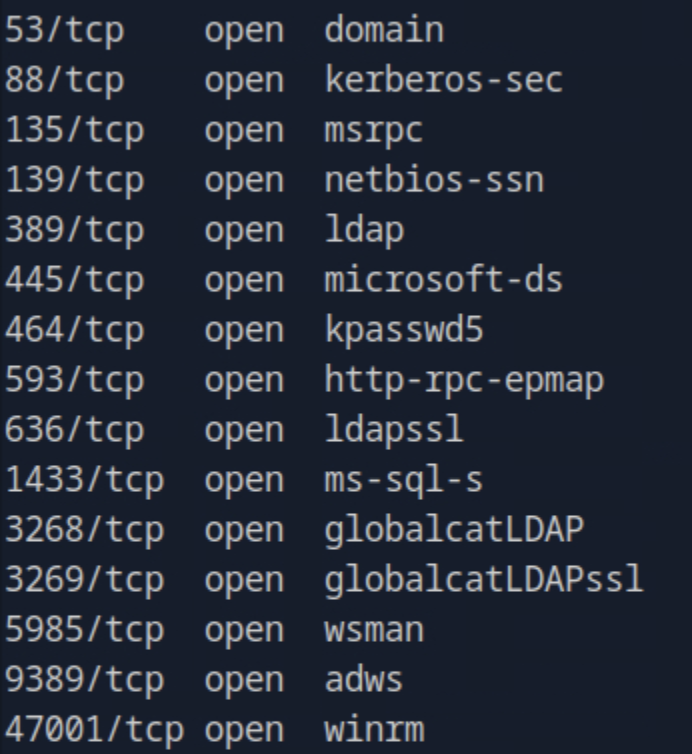 53/tcp open domain
88/tcp open kerberos-sec
135/tcp open msrpc
139/tcp open netbios-ssn
389/tcp open ldap
445/tcp open microsoft-ds
464/tcp open kpasswd5
593/tcp open http-rpc-epmap
636/tcp open ldapssl
1433/tcp open ms-sql-s
3268/tcp open globalcatLDAP
3269/tcp open globalcatLDAPssl
5985/tcp open wsman
9389/tcp open adws
47001/tcp open winrm